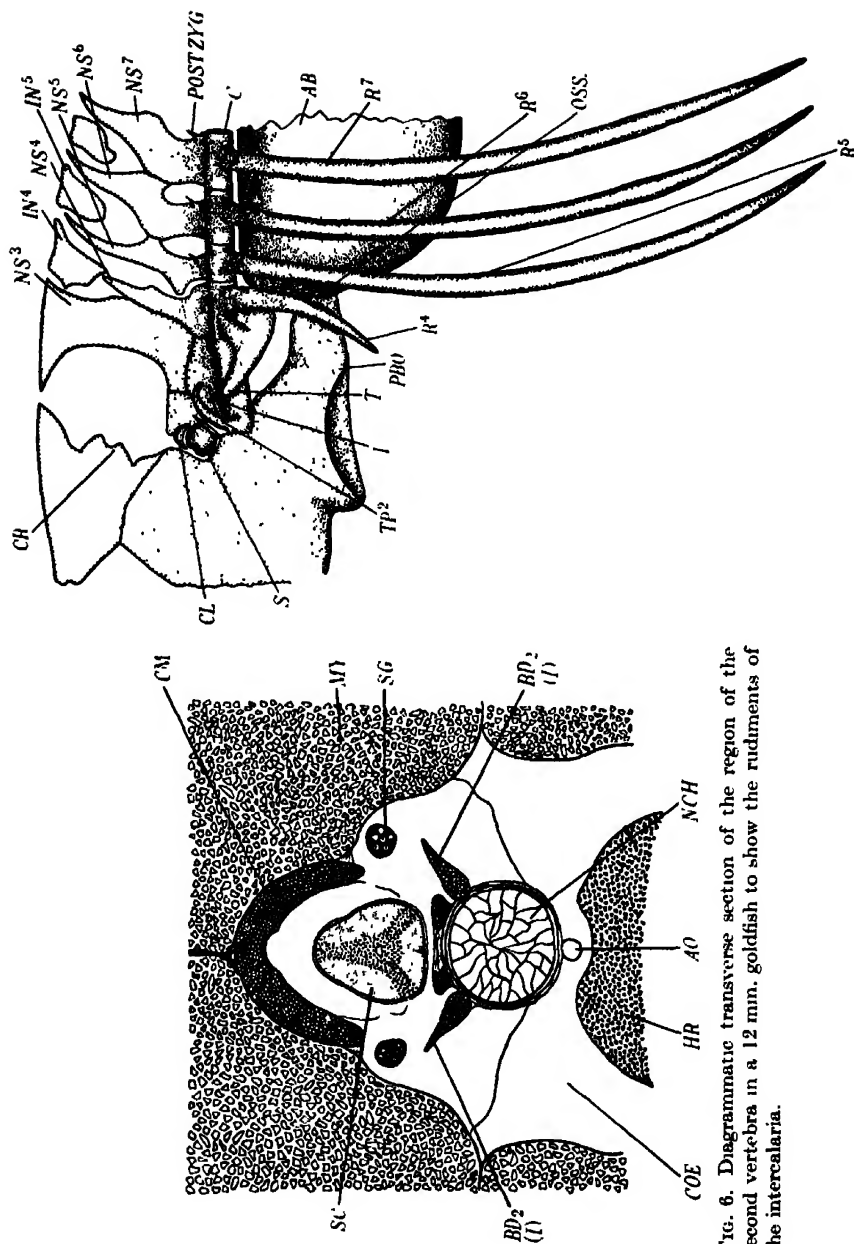 CM
MY
SG
BD₂
(I)
NCH
SC
BD₂
(I)
COE
HR
AO
FIG. 6. Diagrammatic transverse section of the region of the
second vertebra in a 12 mm. goldfish to show the rudiments of
the intercalaria.
NS³
IN⁴
NS⁴
IN⁵
NS⁵
NS⁶
NS⁷
POSTZYG
C
AB
R⁷
R⁶
OSS.
R⁵
R⁴
PBO
T
I
TP²
S
CL
CR